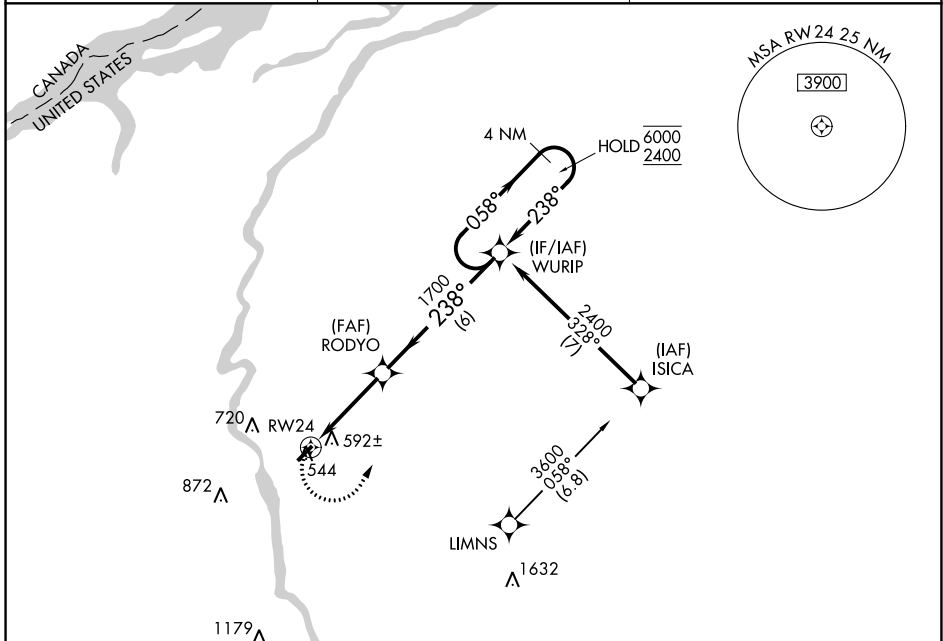 CANADA
UNITED STATES
MSA RW24 25 NM
3900
4 NM
HOLD 6000
2400
058°
238°
(IF/IAF)
WURIP
1700
238°
(6)
2400
328°
(7)
(FAF)
RODYO
(IAF)
ISICA
720
RW24
592±
544
872
3600
058°
(6.8)
LIMNS
1632
1179